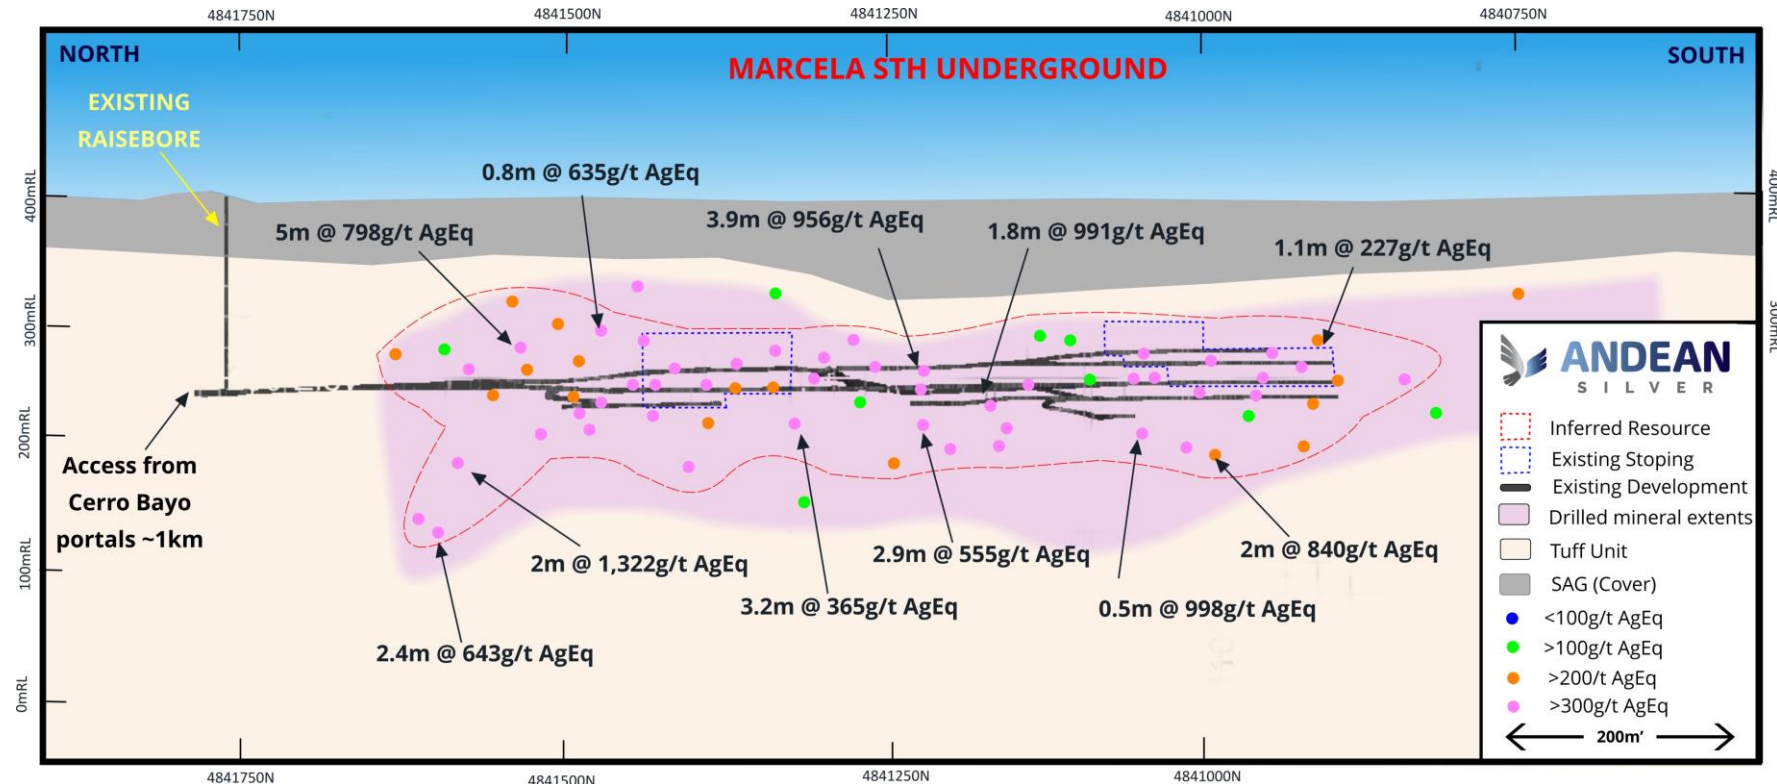 4841750N
4841500N
4841250N
4841000N
4840750N
NORTH
MARCELA STH UNDERGROUND
SOUTH
EXISTING
RAISEBORE
0.8m @ 635g/t AgEq
3.9m @ 956g/t AgEq
5m @ 798g/t AgEq
1.8m @ 991g/t AgEq
1.1m @ 227g/t AgEq
400mRL
300mRL
200mRL
100mRL
0mRL
400mRL
300mRL
Access from
Cerro Bayo
portals ~1km
2m @ 1,322g/t AgEq
2.9m @ 555g/t AgEq
2m @ 840g/t AgEq
3.2m @ 365g/t AgEq
0.5m @ 998g/t AgEq
2.4m @ 643g/t AgEq
ANDEAN
SILVER
Inferred Resource
Existing Stoping
Existing Development
Drilled mineral extents
Tuff Unit
SAG (Cover)
<100g/t AgEq
>100g/t AgEq
>200/t AgEq
>300g/t AgEq
200m'
4841750N
4841500N
4841250N
4841000N